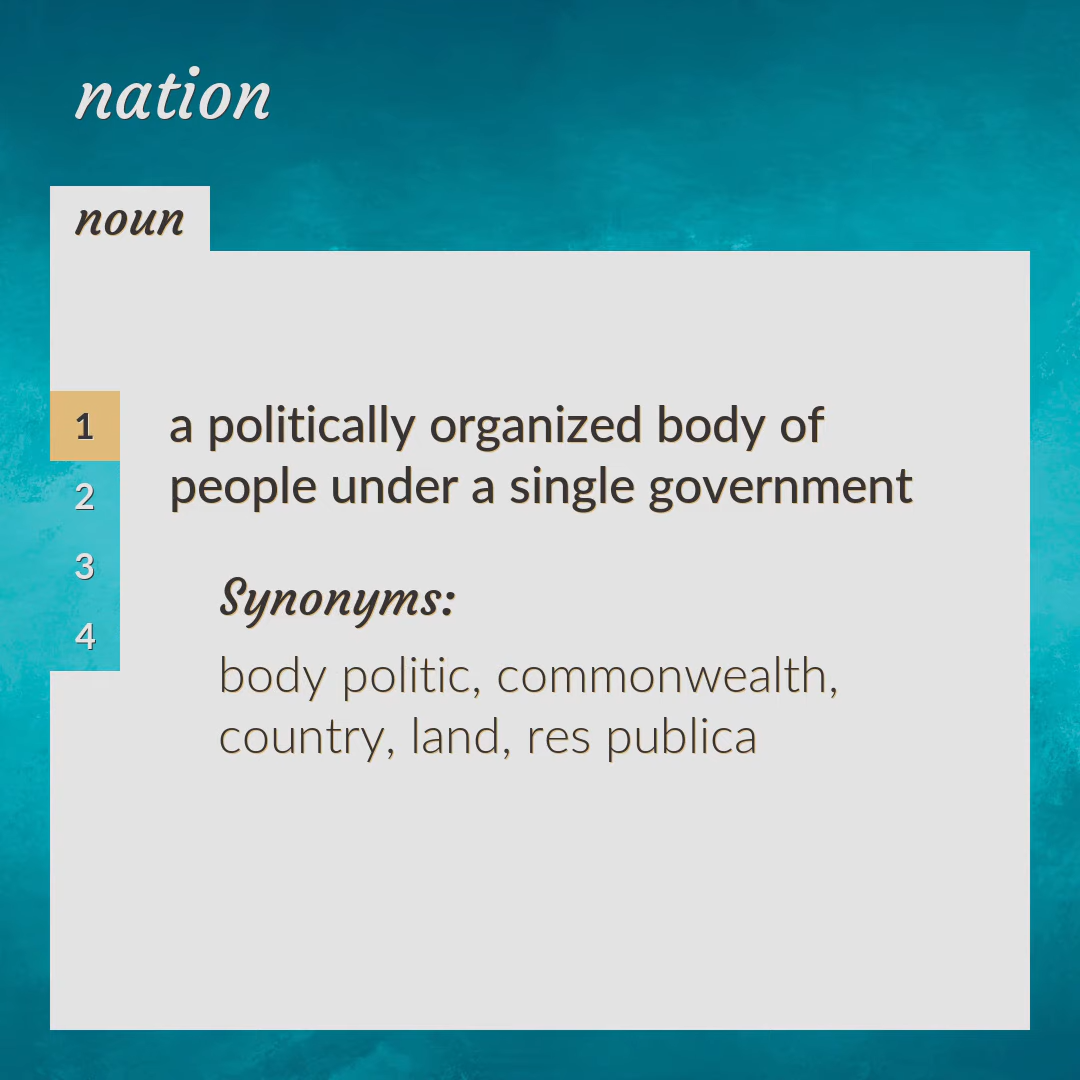 nation
noun
1
a politically organized body of
people under a single government
2
3
4
Synonyms:
body politic, commonwealth,
country, land, res publica